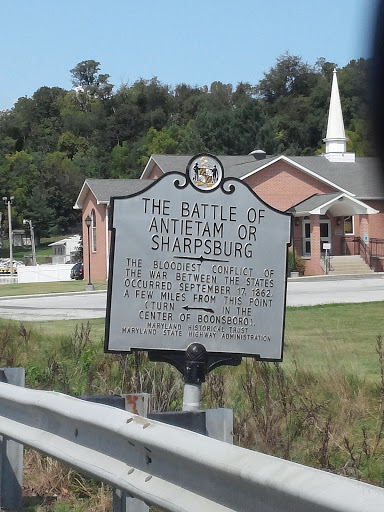 THE BATTLE OF
ANTIETAM OR
SHARPSBURG
THE BLOODIEST CONFLICT OF
THE WAR BETWEEN THE STATES
OCCURRED SEPTEMBER 17, 1862,
A FEW MILES FROM THIS POINT
(TURN IN THE
CENTER OF BOONSBORO).
MARYLAND HISTORICAL TRUST
MARYLAND STATE HIGHWAY ADMINISTRATION